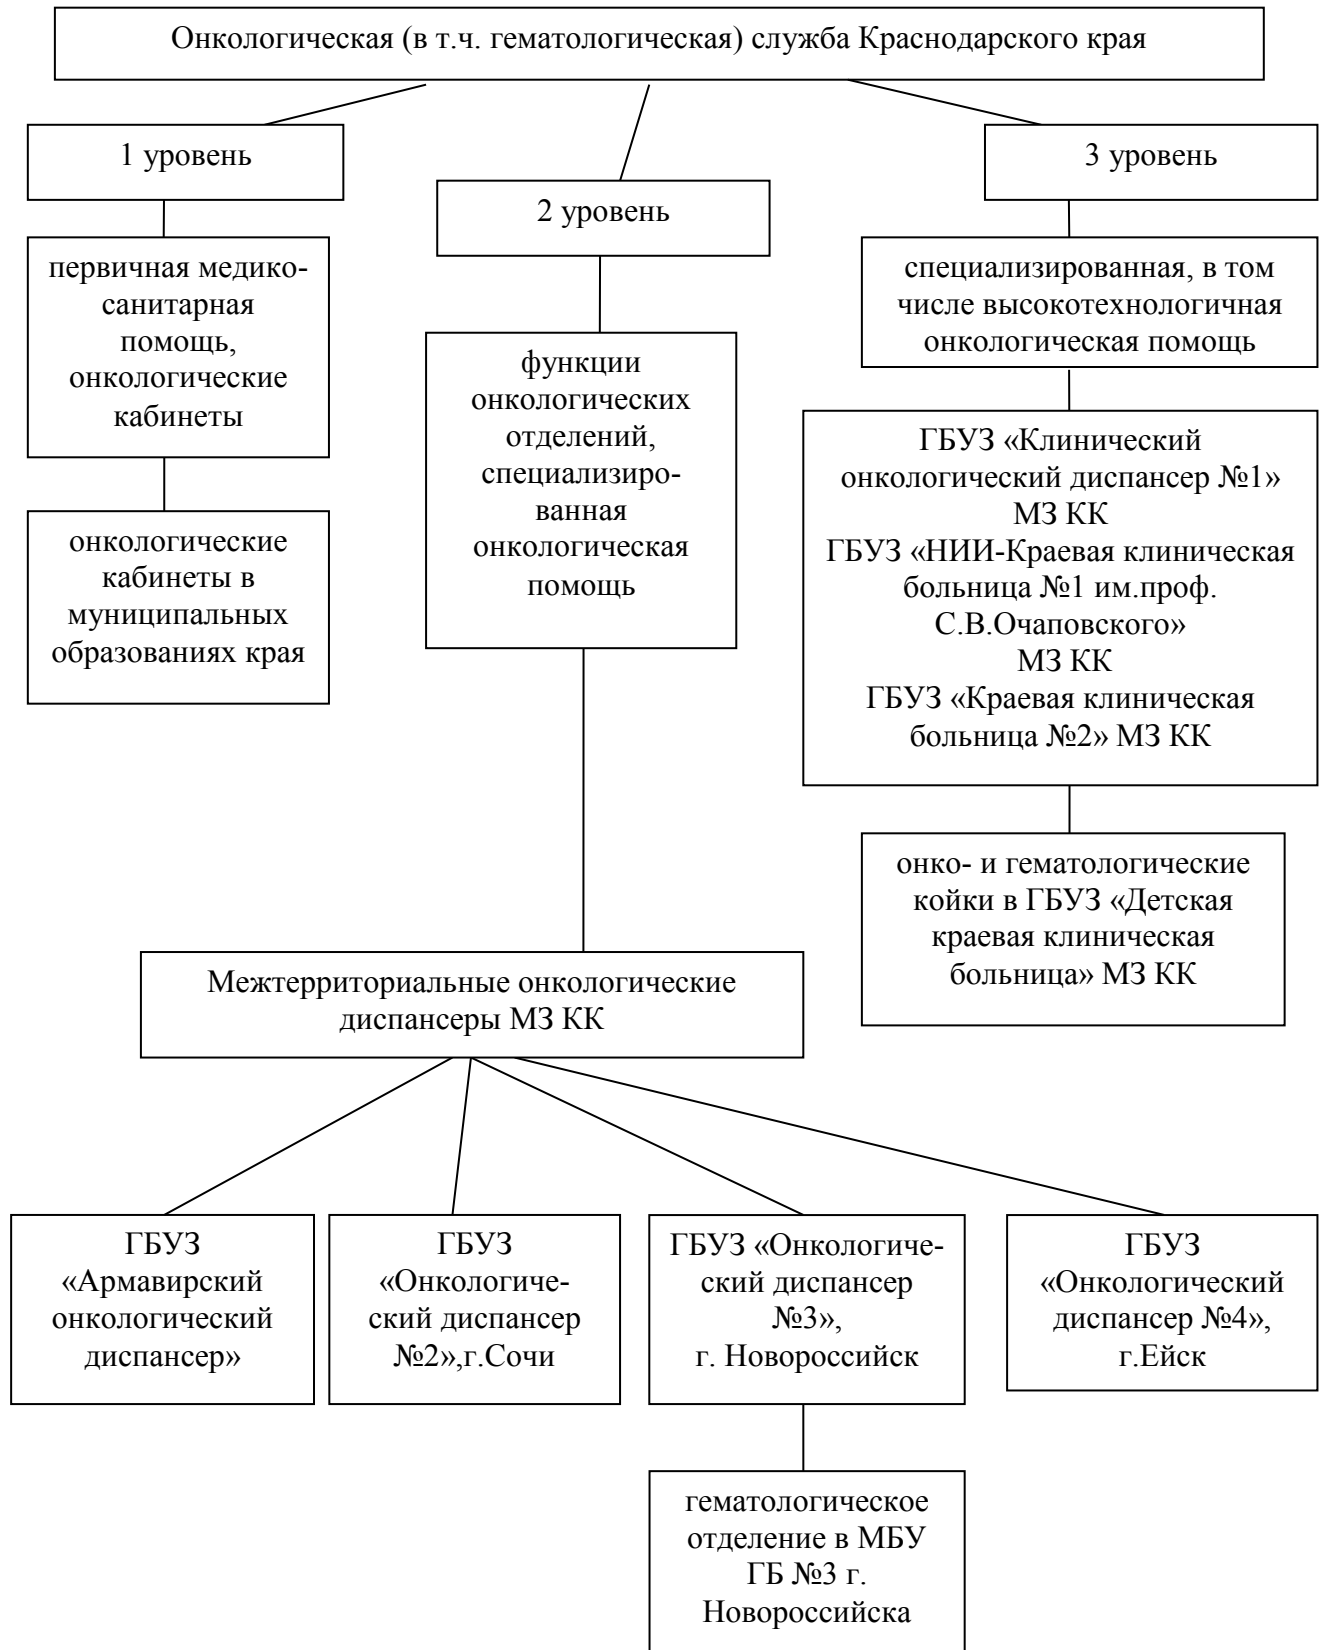 Онкологическая (в т.ч. гематологическая) служба Краснодарского края
1 уровень
2 уровень
3 уровень
первичная медико-
санитарная
помощь,
онкологические
кабинеты
онкологические
кабинеты в
муниципальных
образованиях края
функции
онкологических
отделений,
специализиро-
ванная
онкологическая
помощь
специализированная, в том
числе высокотехнологичная
онкологическая помощь
ГБУЗ «Клинический
онкологический диспансер №1»
МЗ КК
ГБУЗ «НИИ-Краевая клиническая
больница №1 им.проф.
С.В.Очаповского»
МЗ КК
ГБУЗ «Краевая клиническая
больница №2» МЗ КК
онко- и гематологические
койки в ГБУЗ «Детская
краевая клиническая
больница» МЗ КК
Межтерриториальные онкологические
диспансеры МЗ КК
ГБУЗ
«Армавирский
онкологический
диспансер»
ГБУЗ
«Онкологиче-
ский диспансер
№2»,г.Сочи
ГБУЗ «Онкологиче-
ский диспансер
№3»,
г. Новороссийск
ГБУЗ
«Онкологический
диспансер №4»,
г.Ейск
гематологическое
отделение в МБУ
ГБ №3 г.
Новороссийска